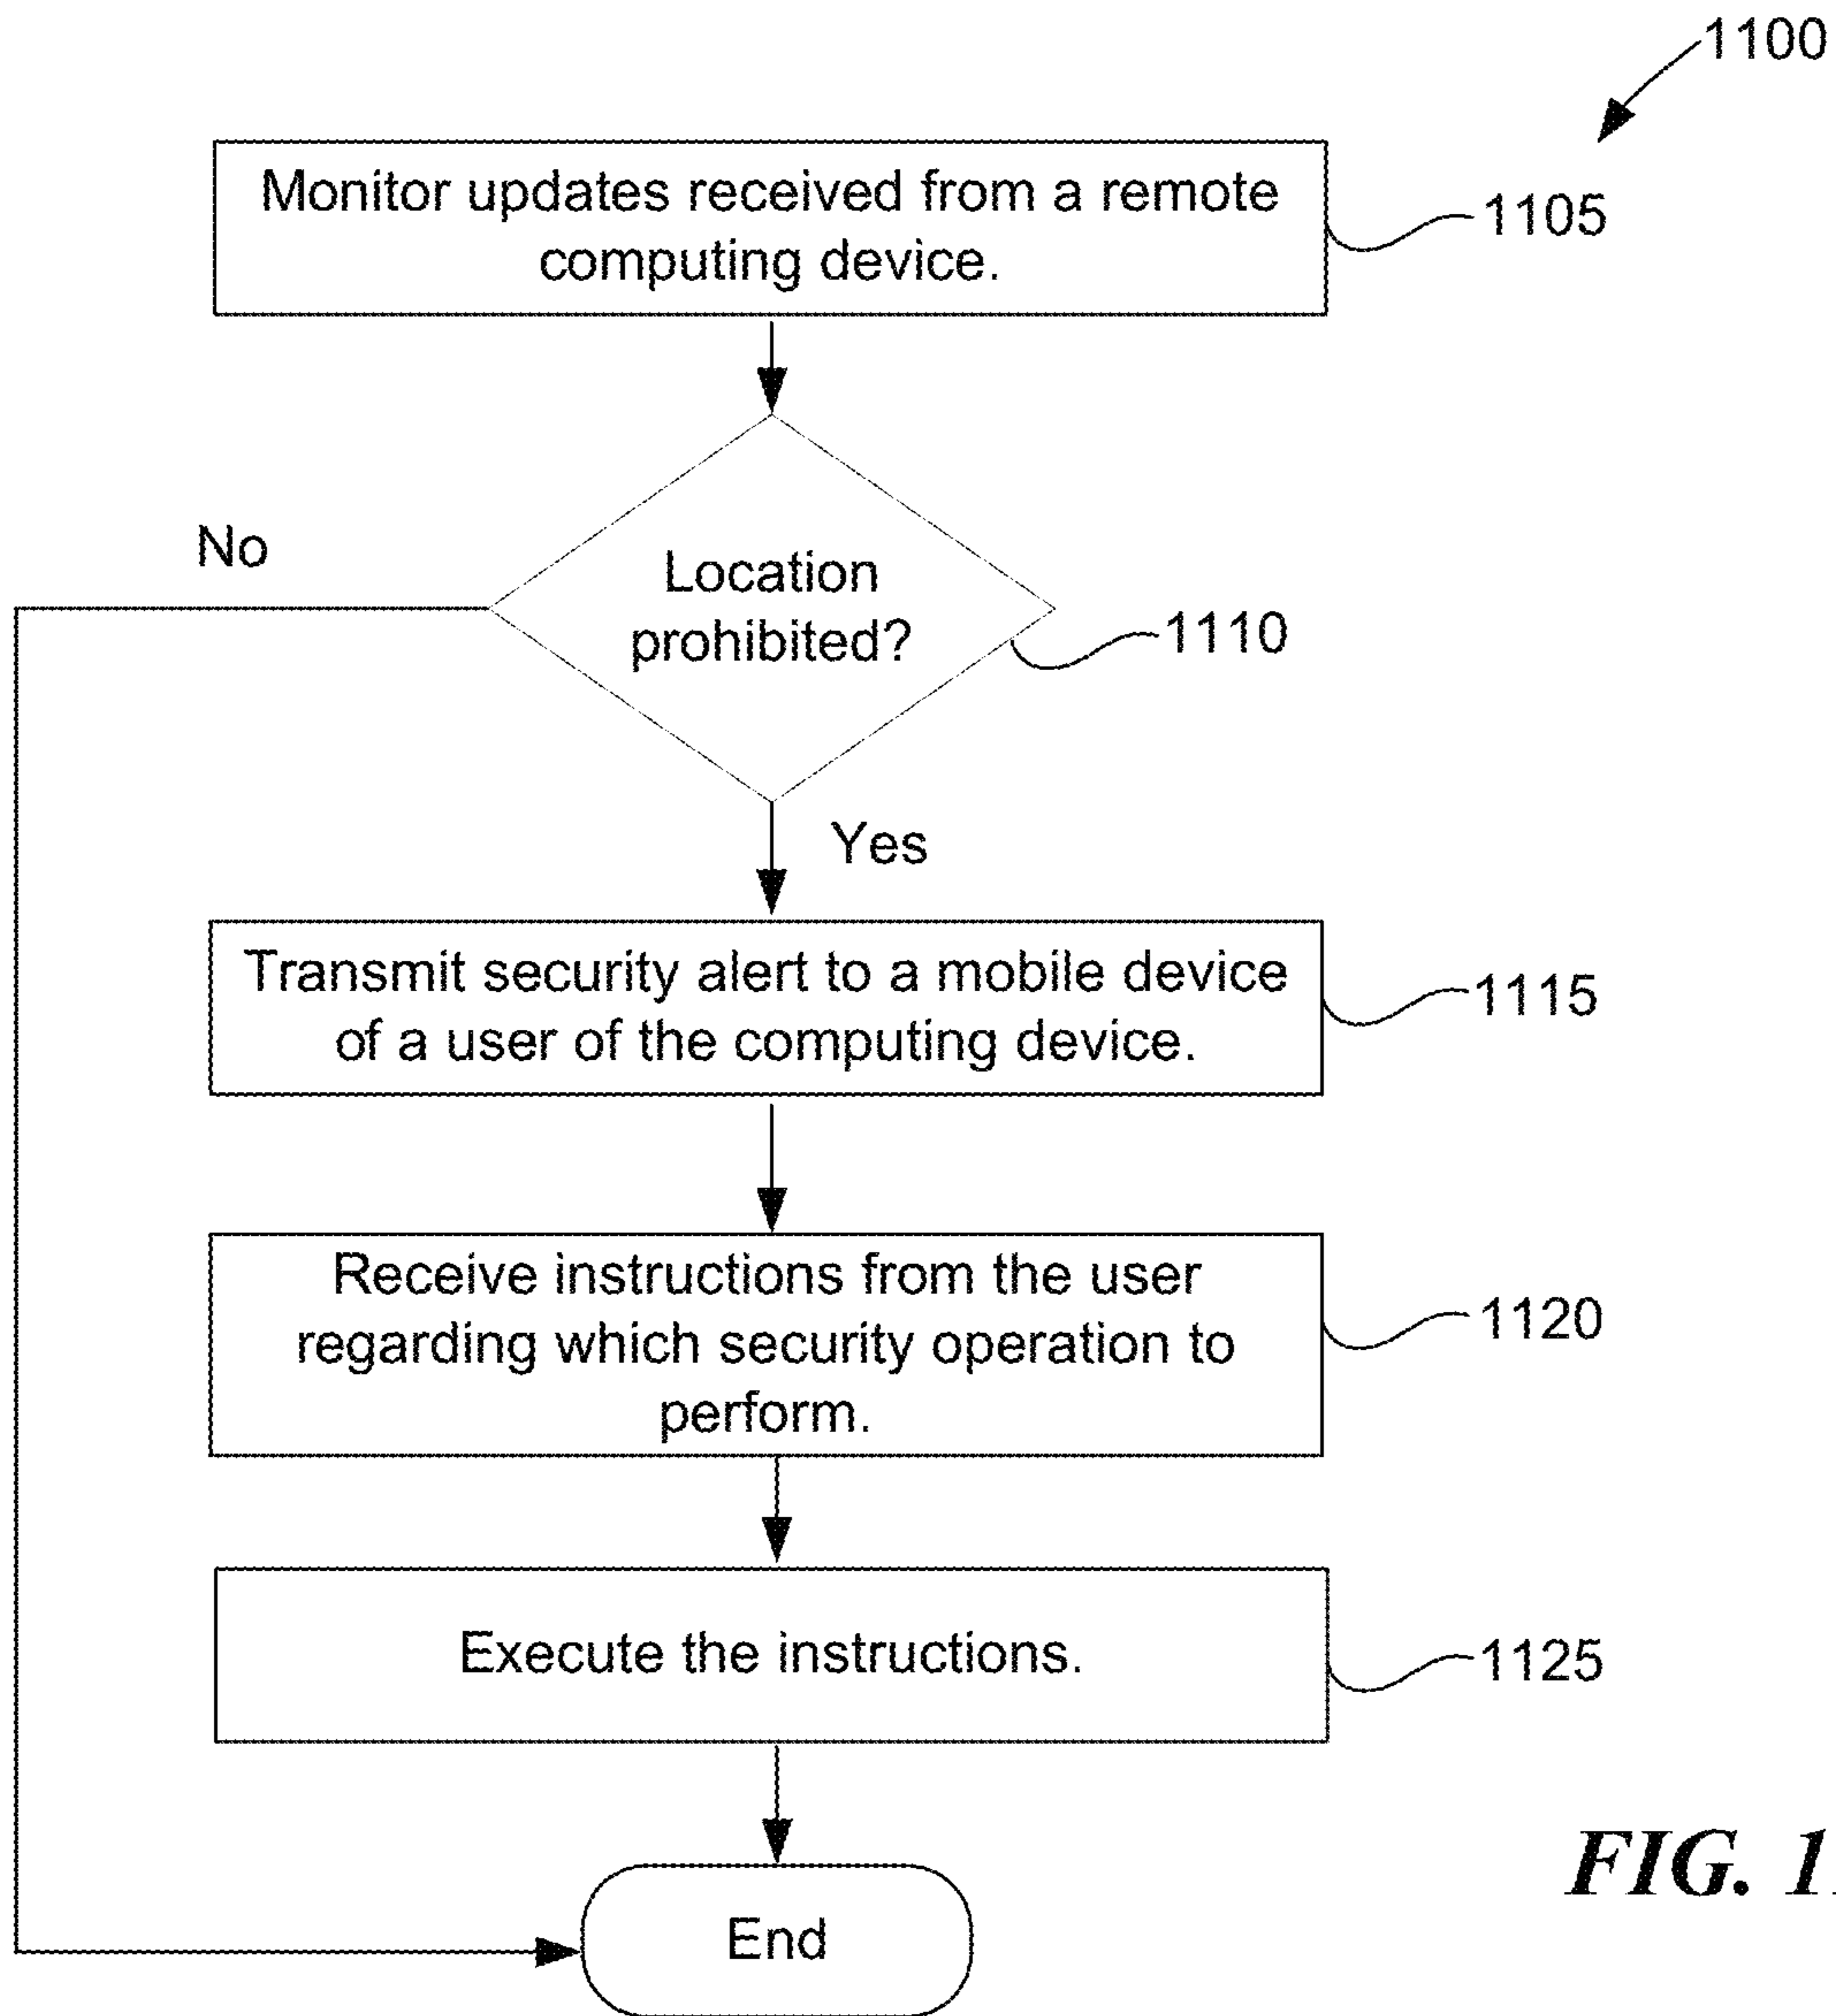 1100
Monitor updates received from a remote
computing device.
1105
No
Location
prohibited?
1110
Yes
Transmit security alert to a mobile device
of a user of the computing device.
1115
Receive instructions from the user
regarding which security operation to
perform.
1120
Execute the instructions.
1125
End
FIG.